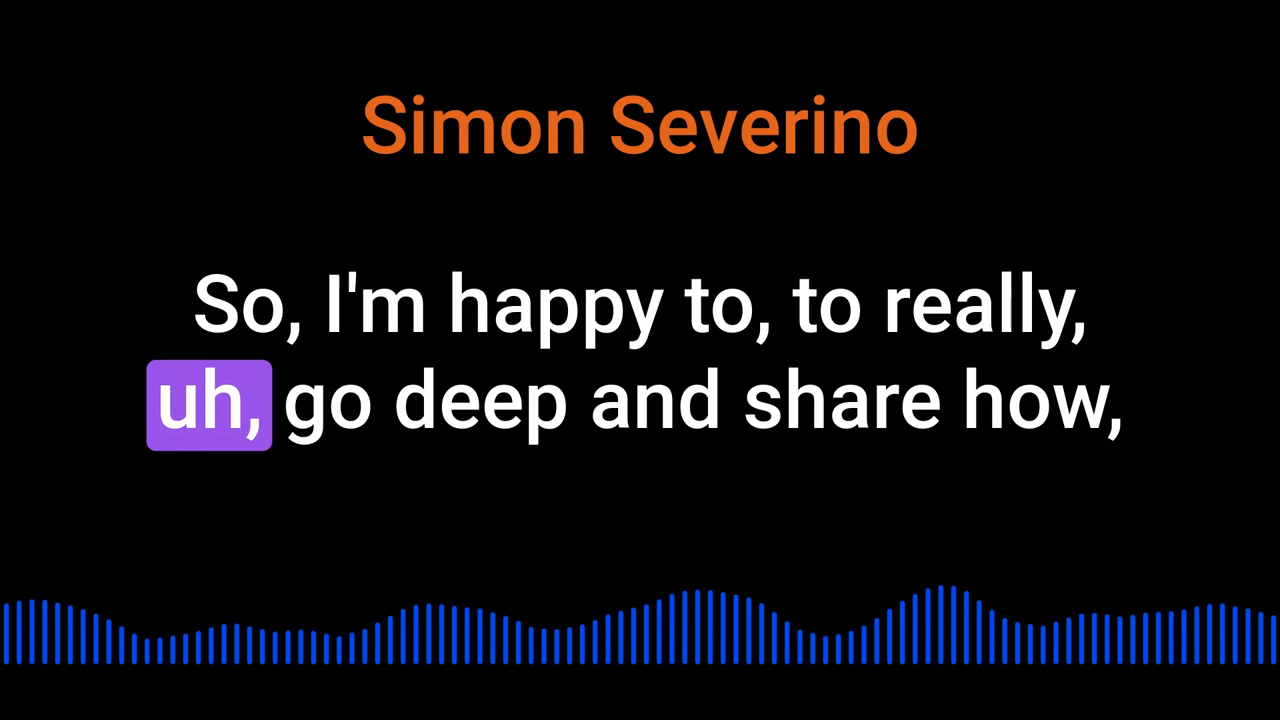 Simon Severino
So, I'm happy to, to really,
uh, go deep and share how,